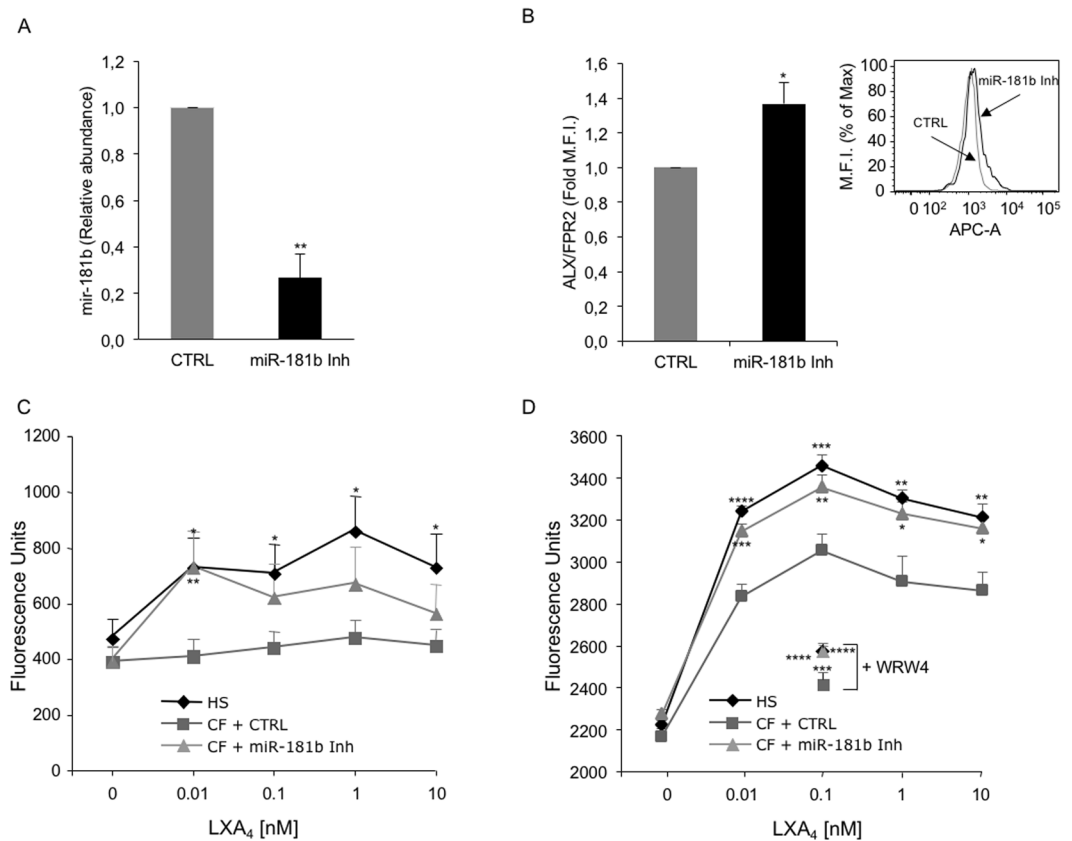 A
mir-181b (Relative abundance)
1,2
1,0
0,8
0,6
0,4
0,2
0,0
**
CTRL
miR-181b Inh
B
ALX/FPR2 (Fold M.F.I.)
1,6
1,4
1,2
1,0
0,8
0,6
0,4
0,2
0,0
*
CTRL
miR-181b Inh
M.F.I. (% of Max)
100
80
60
40
20
0
miR-181b Inh
CTRL
0 10² 10³ 10⁴ 10⁵
APC-A
C
Fluorescence Units
1200
1000
800
600
400
200
0
*
**
*
*
*
HS
CF + CTRL
CF + miR-181b Inh
0 0.01 0.1 1 10
LXA₄ [nM]
D
Fluorescence Units
3600
3400
3200
3000
2800
2600
2400
2200
2000
***
****
**
**
**
***
*
*
**** ****
***
+ WRW4
HS
CF + CTRL
CF + miR-181b Inh
0 0.01 0.1 1 10
LXA₄ [nM]